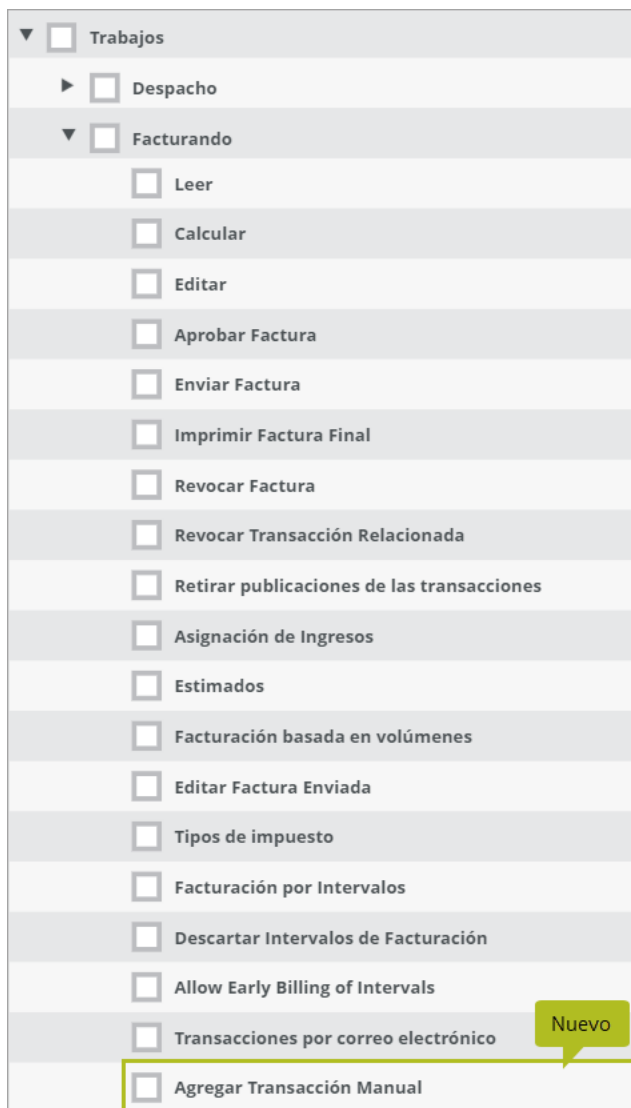 Trabajos
Despacho
Facturando
Leer
Calcular
Editar
Aprobar Factura
Enviar Factura
Imprimir Factura Final
Revocar Factura
Revocar Transacción Relacionada
Retirar publicaciones de las transacciones
Asignación de Ingresos
Estimados
Facturación basada en volúmenes
Editar Factura Enviada
Tipos de impuesto
Facturación por Intervalos
Descartar Intervalos de Facturación
Allow Early Billing of Intervals
Transacciones por correo electrónico
Nuevo
Agregar Transacción Manual